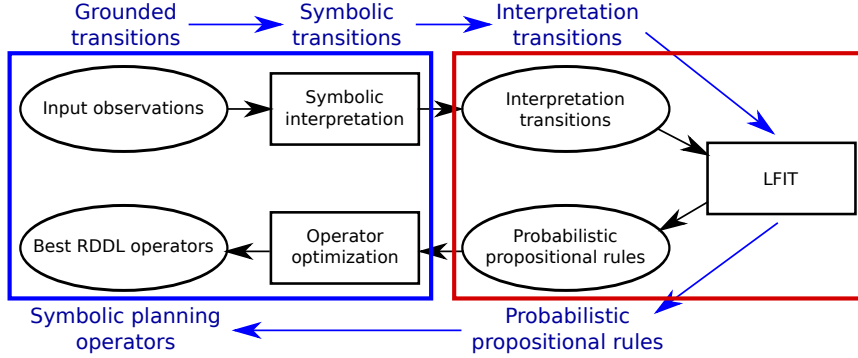 Grounded
transitions
Symbolic
transitions
Interpretation
transitions
Input observations
Symbolic
interpretation
Interpretation
transitions
LFIT
Best RDDL operators
Operator
optimization
Probabilistic
propositional rules
Symbolic planning
operators
Probabilistic
propositional rules